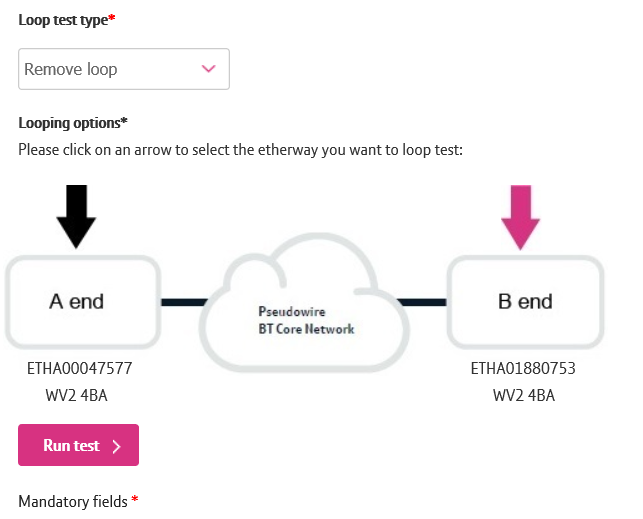 Loop test type*
Remove loop
Looping options*
Please click on an arrow to select the etherway you want to loop test:
A end
Pseudowire
BT Core Network
B end
ETHA00047577
WV2 4BA
ETHA01880753
WV2 4BA
Run test
Mandatory fields *